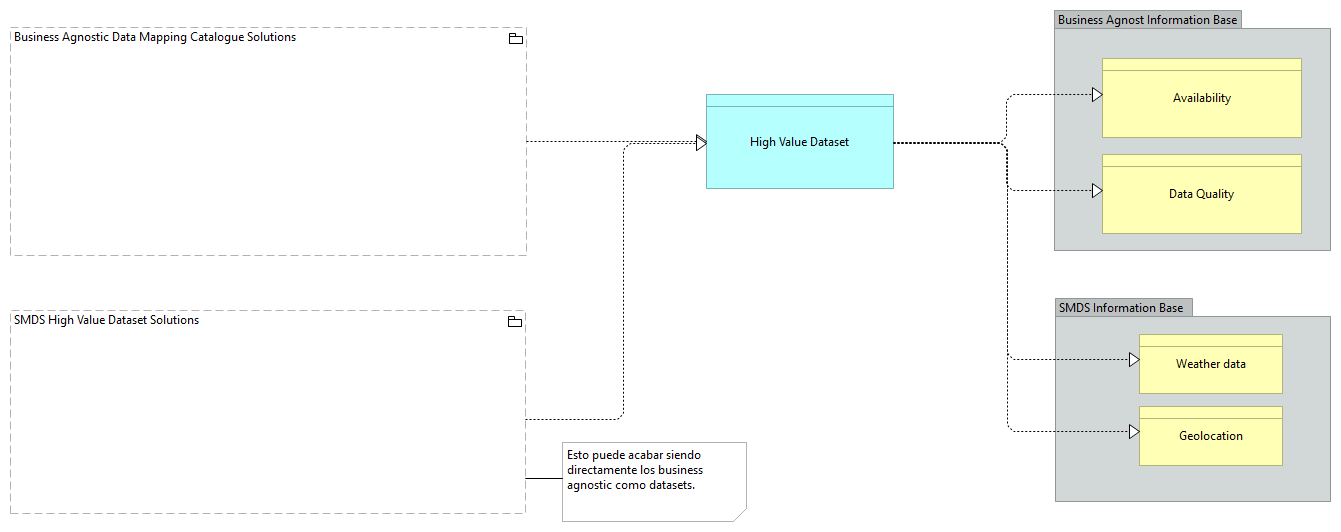 Business Agnostic Data Mapping Catalogue Solutions
SMDS High Value Dataset Solutions
Esto puede acabar siendo
directamente los business
agnostic como datasets.
High Value Dataset
Business Agnost Information Base
Availability
Data Quality
SMDS Information Base
Weather data
Geolocation